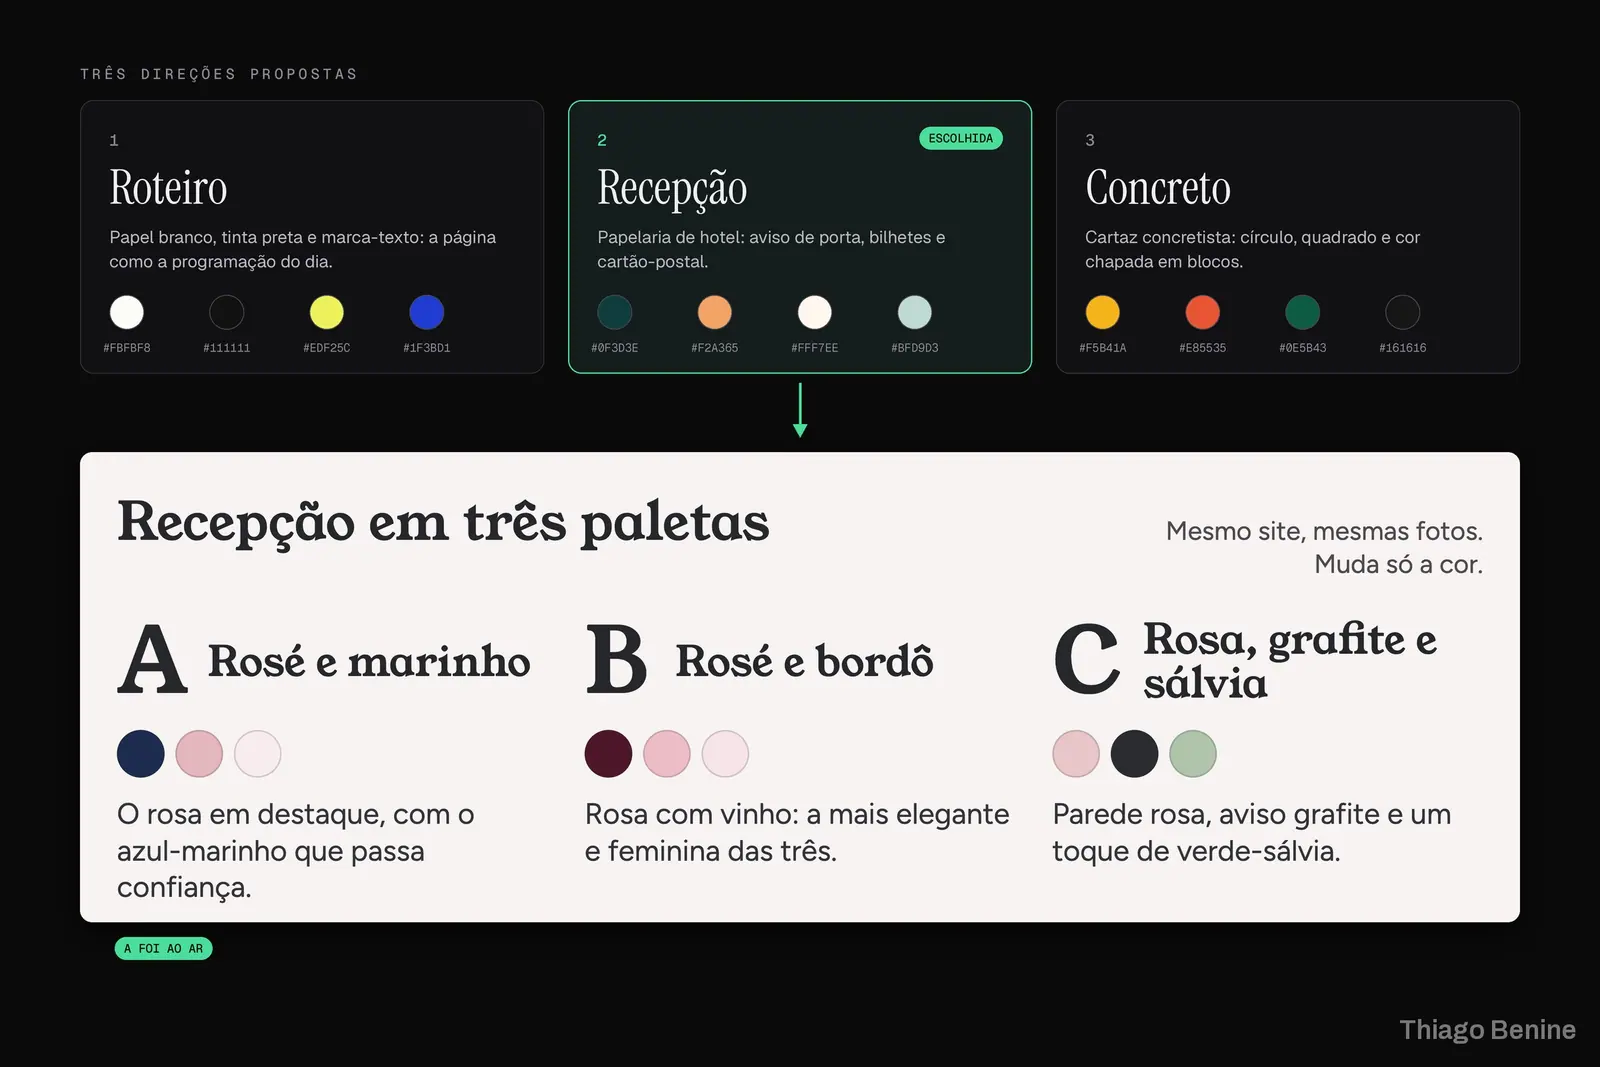 TRÊS DIREÇÕES PROPOSTAS
1
Roteiro
Papel branco, tinta preta e marca-texto: a página
como a programação do dia.
#FBFBF8
#111111
#EDF25C
#1F3BD1
2
ESCOLHIDA
Recepção
Papelaria de hotel: aviso de porta, bilhetes e
cartão-postal.
#0F3D3E
#F2A365
#FFF7EE
#BFD9D3
3
Concreto
Cartaz concretista: círculo, quadrado e cor
chapada em blocos.
#F5B41A
#E85535
#0E5B43
#161616
Recepção em três paletas
Mesmo site, mesmas fotos.
Muda só a cor.
A
Rosé e marinho
O rosa em destaque, com o
azul-marinho que passa
confiança.
B
Rosé e bordô
Rosa com vinho: a mais elegante
e feminina das três.
C
Rosa, grafite e
sálvia
Parede rosa, aviso grafite e um
toque de verde-sálvia.
A FOI AO AR
Thiago Benine